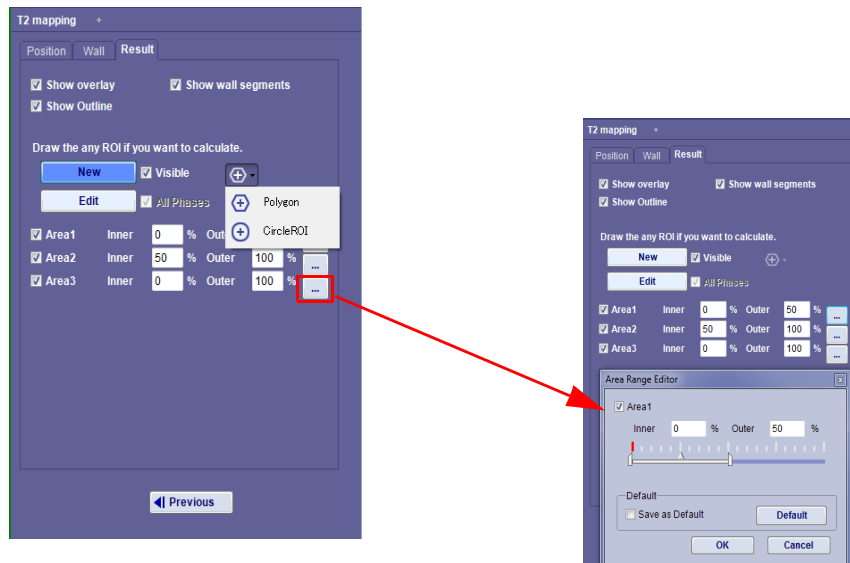 T2 mapping +
Position Wall Result
Show overlay Show wall segments
Show Outline
Draw the any ROI if you want to calculate.
New Visible
Edit All Phases
Polygon
CircleROI
Area1 Inner 0 % Out
Area2 Inner 50 % Outer 100 % ...
Area3 Inner 0 % Outer 100 % ...
Previous
T2 mapping +
Position Wall Result
Show overlay Show wall segments
Show Outline
Draw the any ROI if you want to calculate.
New Visible
Edit All Phases
Area1 Inner 0 % Outer 50 % ...
Area2 Inner 50 % Outer 100 % ...
Area3 Inner 0 % Outer 100 % ...
Area Range Editor
Area1
Inner 0 % Outer 50 %
Default
Save as Default Default
OK Cancel